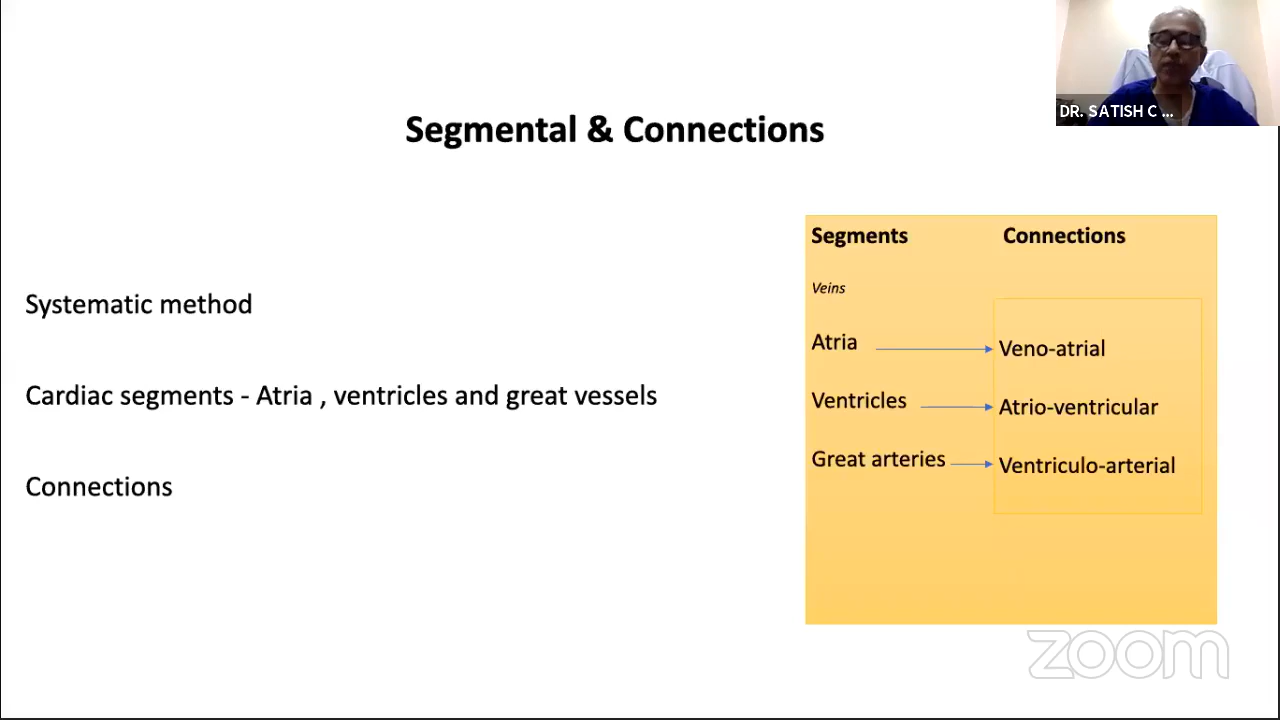 DR. SATISH C ...
Segmental & Connections
Systematic method
Cardiac segments - Atria , ventricles and great vessels
Connections
Segments Connections
Veins
Atria Veno-atrial
Ventricles Atrio-ventricular
Great arteries Ventriculo-arterial
zoom